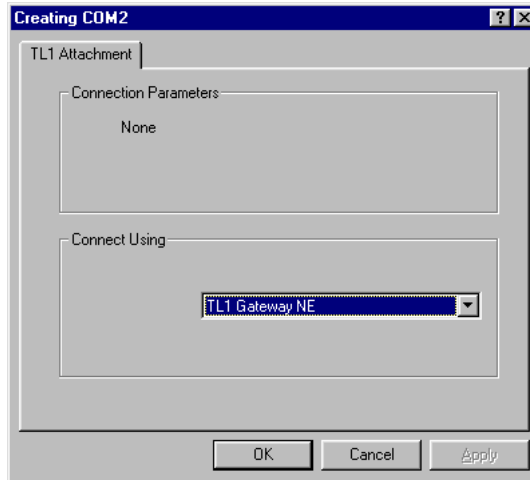 Creating COM2
TL1 Attachment
Connection Parameters
None
Connect Using
TL1 Gateway NE
OK
Cancel
Apply